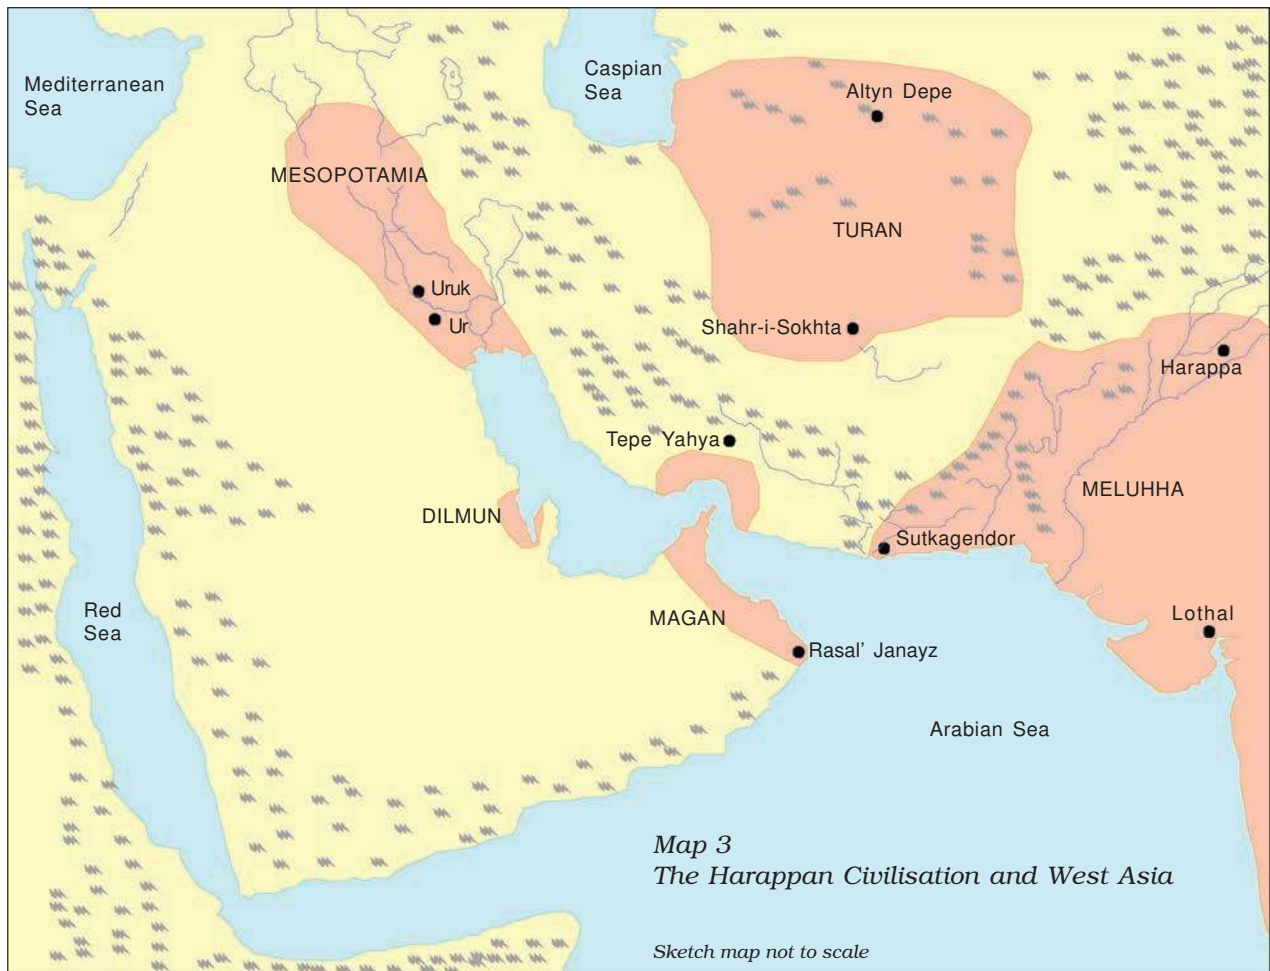 Mediterranean
Sea
Caspian
Sea
Altyn Depe
MESOPOTAMIA
TURAN
Uruk
Ur
Shahr-i-Sokhta
Harappa
Tepe Yahya
MELUHHA
DILMUN
Sutkagendor
Red
Sea
MAGAN
Lothal
Rasal’ Janayz
Arabian Sea
Map 3
The Harappan Civilisation and West Asia
Sketch map not to scale